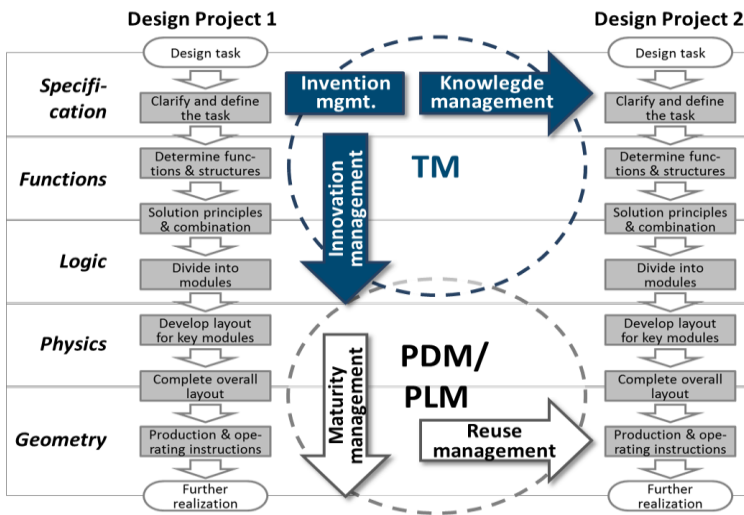 Design Project 1
Design Project 2
Design task
Clarify and define
the task
Determine func-
tions & structures
Solution principles
& combination
Divide into
modules
Develop layout
for key modules
Complete overall
layout
Production & ope-
rating instructions
Further
realization
Specifi-
cation
Functions
Logic
Physics
Geometry
Invention
mgmt.
Knowlegde
management
TM
Innovation
management
PDM/
PLM
Maturity
management
Reuse
management
Design task
Clarify and define
the task
Determine func-
tions & structures
Solution principles
& combination
Divide into
modules
Develop layout
for key modules
Complete overall
layout
Production & ope-
rating instructions
Further
realization